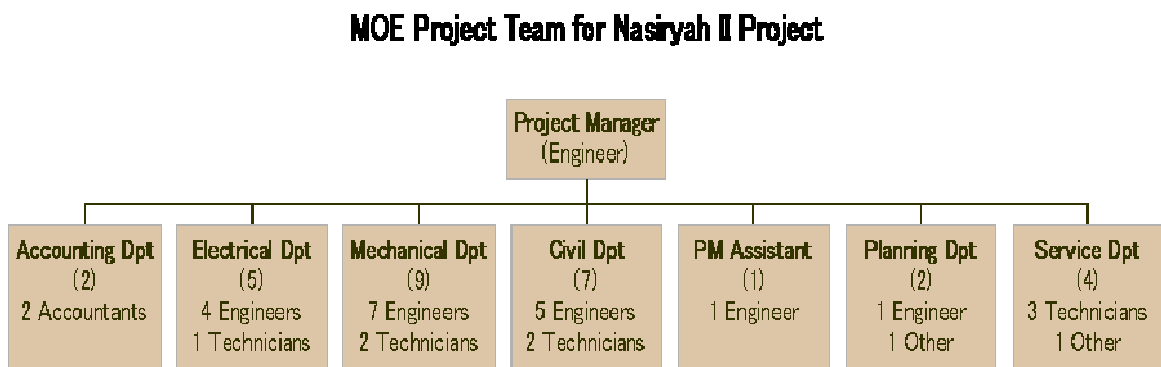 MOE Project Team for Nasiryah II Project
Project Manager
(Engineer)
Accounting Dpt
(2)
2 Accountants
Electrical Dpt
(5)
4 Engineers
1 Technicians
Mechanical Dpt
(9)
7 Engineers
2 Technicians
Civil Dpt
(7)
5 Engineers
2 Technicians
PM Assistant
(1)
1 Engineer
Planning Dpt
(2)
1 Engineer
1 Other
Service Dpt
(4)
3 Technicians
1 Other